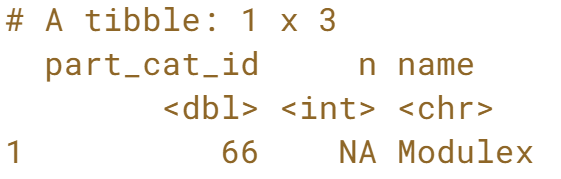 # A tibble: 1 x 3
part_cat_id n name
<dbl> <int> <chr>
1 66 NA Modulex